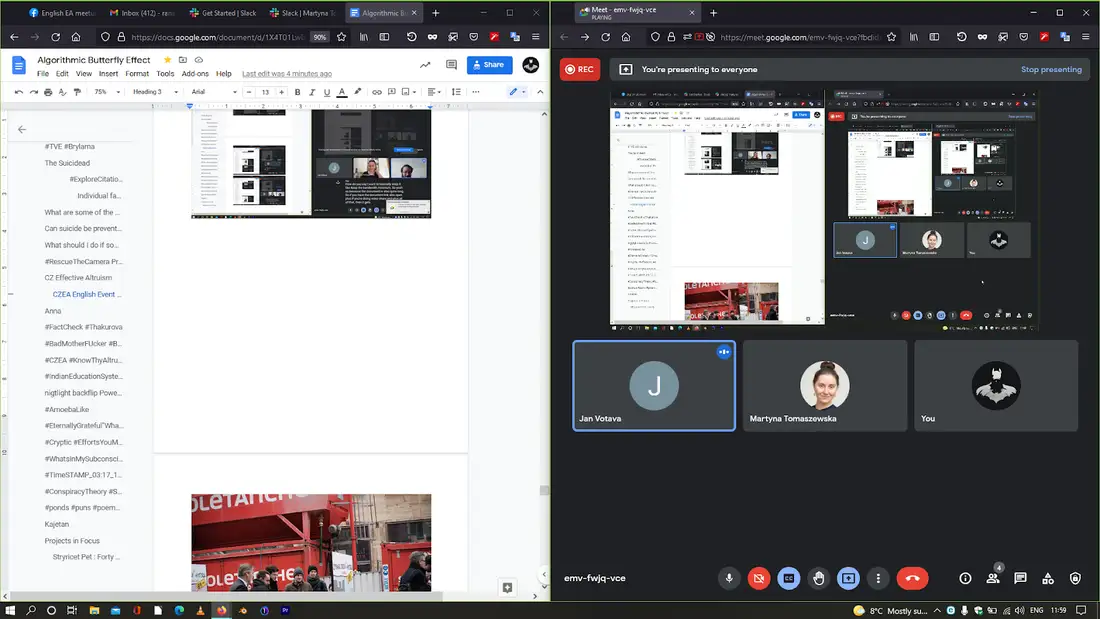 English EA meetu
Inbox (412) - ra
Get Started | Slack
Slack | Martyna To
Algorithmic B
https://docs.google.com/document/d/1X4T01Lw
90%
Algorithmic Butterfly Effect
File Edit View Insert Format Tools Add-ons Help Last edit was 4 minutes ago
Share
75% Heading 3 Arial 13 B I U A
#TVE #Brylama
The Suicidead
#ExploreCitatio...
Individual fa...
What are some of the ...
Can suicide be prevent...
What should I do if so...
#RescueTheCamera Pr...
CZ Effective Altruism
CZEA English Event ...
Anna
#FactCheck #Thakurova
#BadMotherFUcker #B...
#CZEA #KnowThyAltru...
#IndianEducationSyste...
nigtlight backflip Powe...
#AmoebaLike
#EternallyGrateful"Wha...
#Cryptic #EffortsYouM...
#WhatsInMySubconsci...
#TimeSTAMP_03:17_1...
#ConspiracyTheory #S...
#ponds #puns #poem...
Kajetan
Projects in Focus
Stryricet Pet : Forty ...
OLETANCHE
Meet - emv-fwjq-vce
PLAYING
https://meet.google.com/emv-fwjq-vce?
REC
You're presenting to everyone
Stop presenting
J
Jan Votava
Martyna Tomaszewska
You
emv-fwjq-vce
4
8°C Mostly su...
ENG
11:59